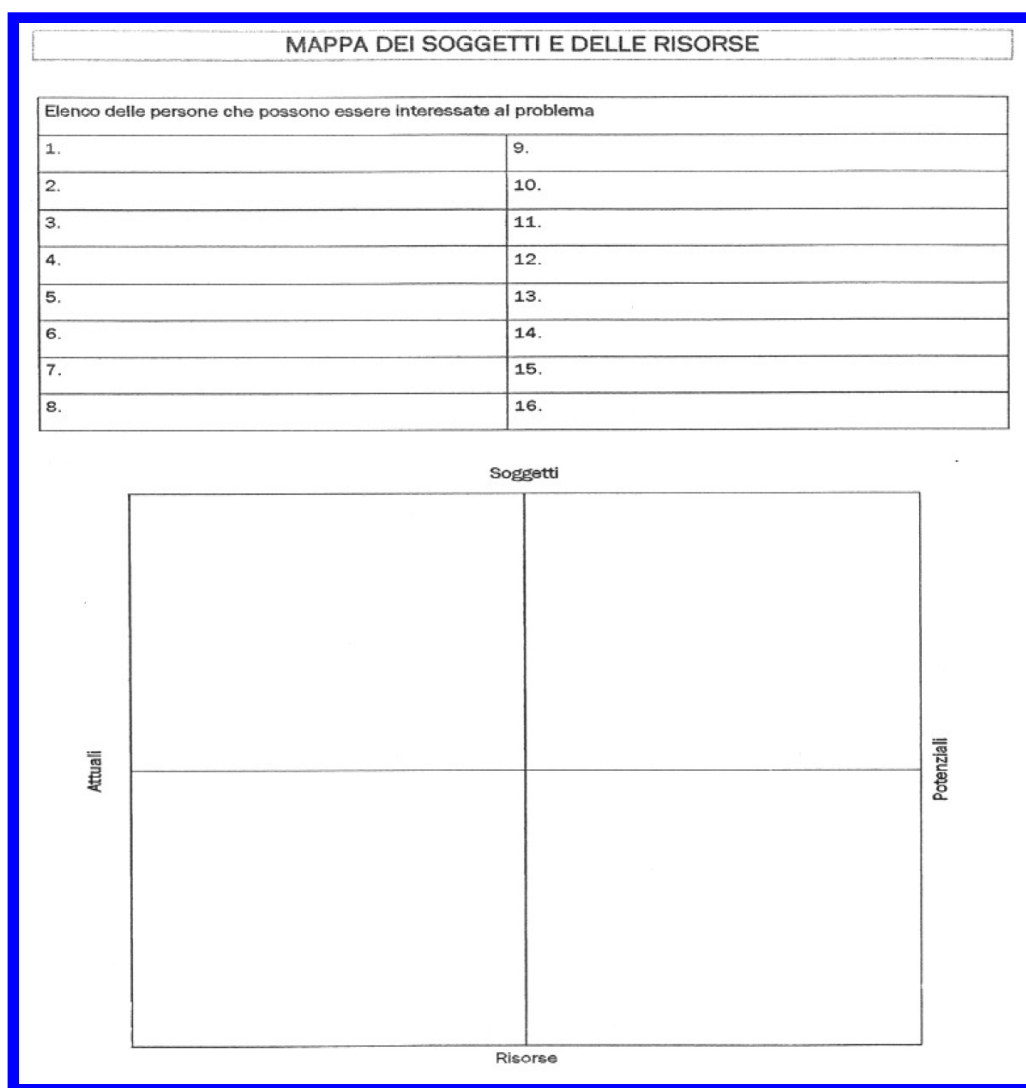 MAPPA DEI SOGGETTI E DELLE RISORSE
Elenco delle persone che possono essere interessate al problema
1.
9.
2.
10.
3.
11.
4.
12.
5.
13.
6.
14.
7.
15.
8.
16.
Soggetti
Attuali
Potenziali
Risorse